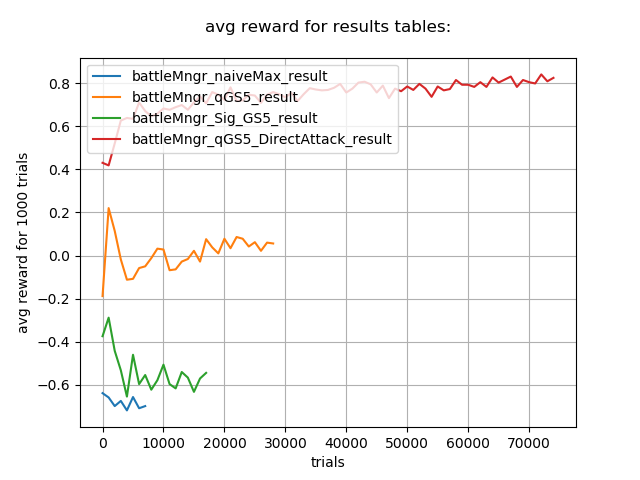 avg reward for results tables:
battleMngr_naiveMax_result
battleMngr_qGS5_result
battleMngr_Sig_GS5_result
battleMngr_qGS5_DirectAttack_result
avg reward for 1000 trials
0.8
0.6
0.4
0.2
0.0
−0.2
−0.4
−0.6
0 10000 20000 30000 40000 50000 60000 70000
trials